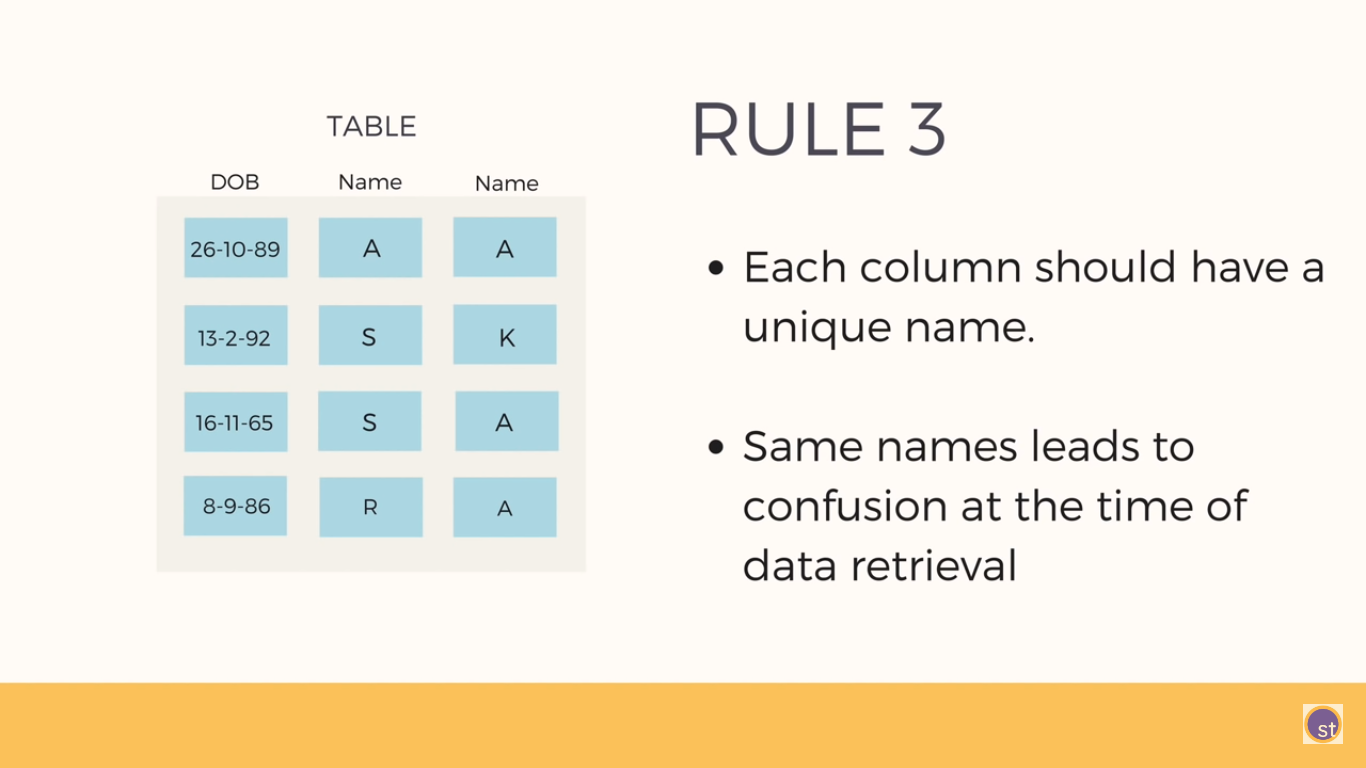 TABLE
DOB Name Name
26-10-89 A A
13-2-92 S K
16-11-65 S A
8-9-86 R A
RULE 3
• Each column should have a
unique name.
• Same names leads to
confusion at the time of
data retrieval
st